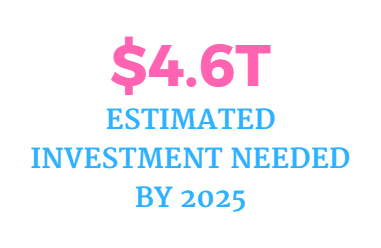 $4.6T
ESTIMATED
INVESTMENT NEEDED
BY 2025